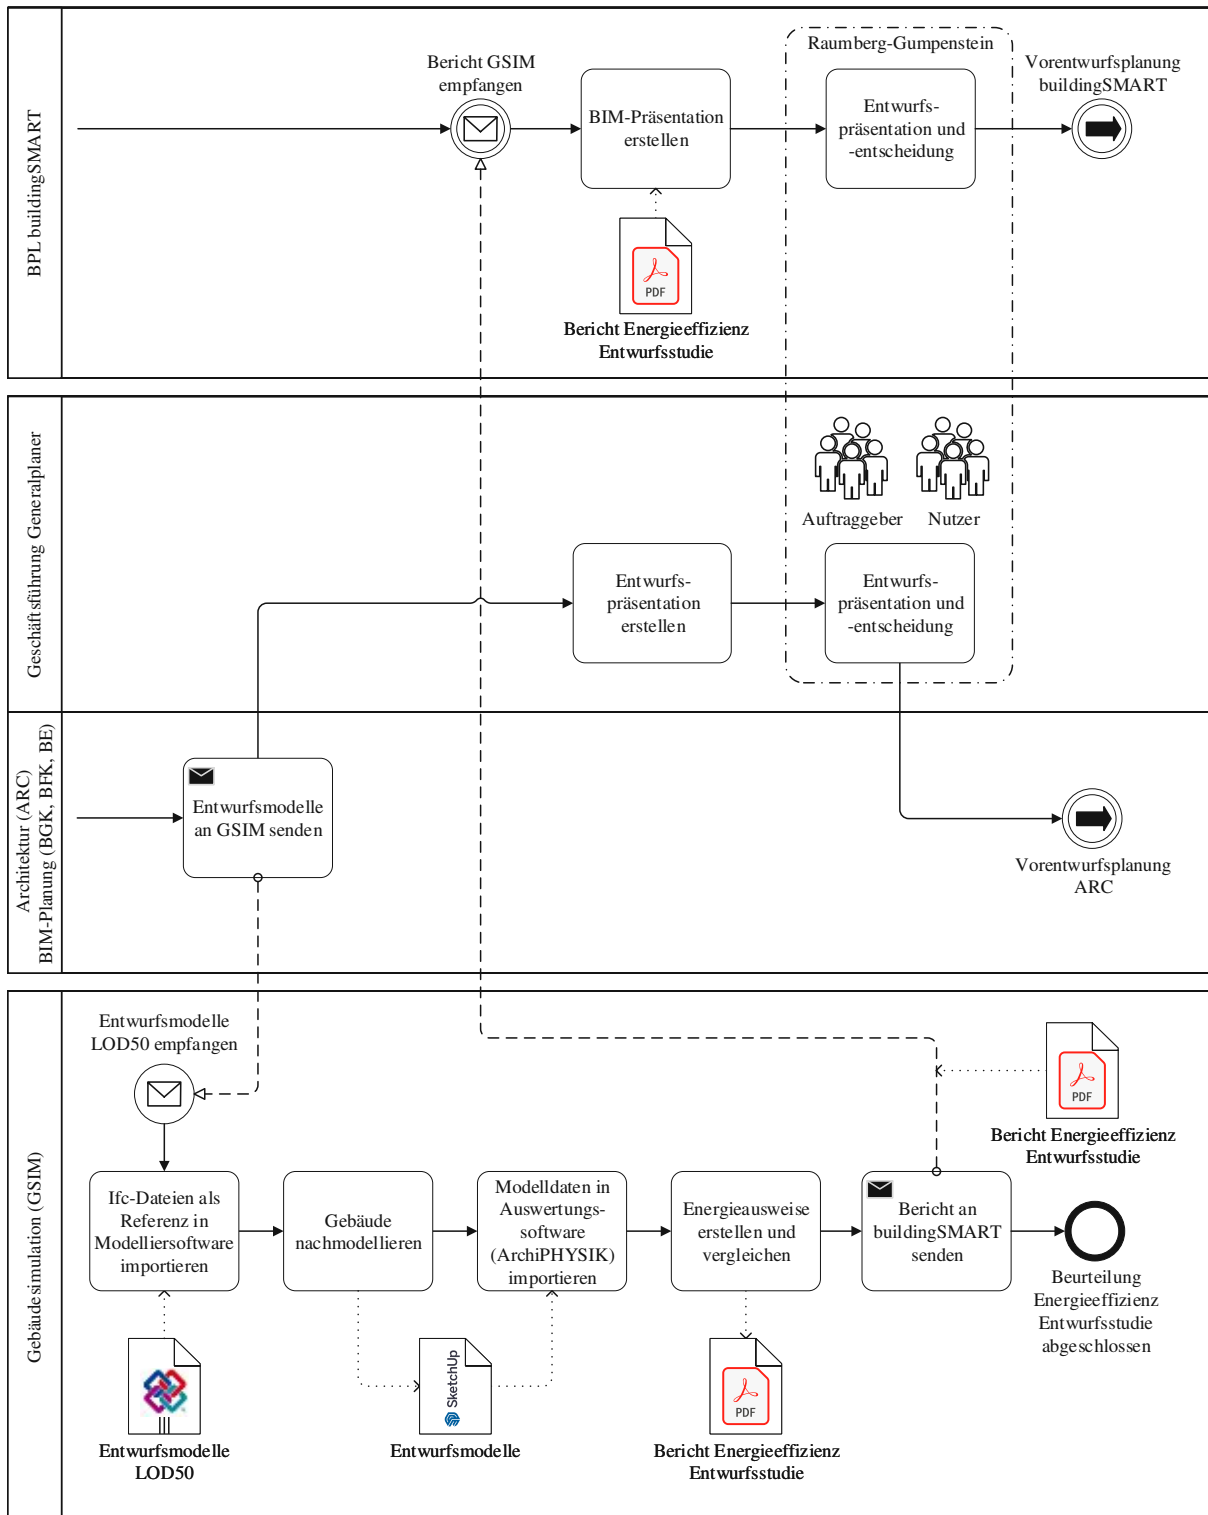 BPL buildingSMART
Bericht GSIM
empfangen
BIM-Präsentation
erstellen
PDF
Bericht Energieeffizienz
Entwurfsstudie
Raumberg-Gumpenstein
Entwurfs-
präsentation und
-entscheidung
Vorentwurfsplanung
buildingSMART
Geschäftsführung Generalplaner
Auftraggeber
Nutzer
Entwurfs-
präsentation
erstellen
Entwurfs-
präsentation und
-entscheidung
Architektur (ARC)
BIM-Planung (BGK, BFK, BE)
Entwurfsmodelle
an GSIM senden
Vorentwurfsplanung
ARC
Gebäudesimulation (GSIM)
Entwurfsmodelle
LOD50 empfangen
PDF
Bericht Energieeffizienz
Entwurfsstudie
Ifc-Dateien als
Referenz in
Modelliersoftware
importieren
Gebäude
nachmodellieren
Modelldaten in
Auswertungs-
software
(ArchiPHYSIK)
importieren
Energieausweise
erstellen und
vergleichen
Bericht an
buildingSMART
senden
Beurteilung
Energieeffizienz
Entwurfsstudie
abgeschlossen
Entwurfsmodelle
LOD50
SketchUp
Entwurfsmodelle
PDF
Bericht Energieeffizienz
Entwurfsstudie